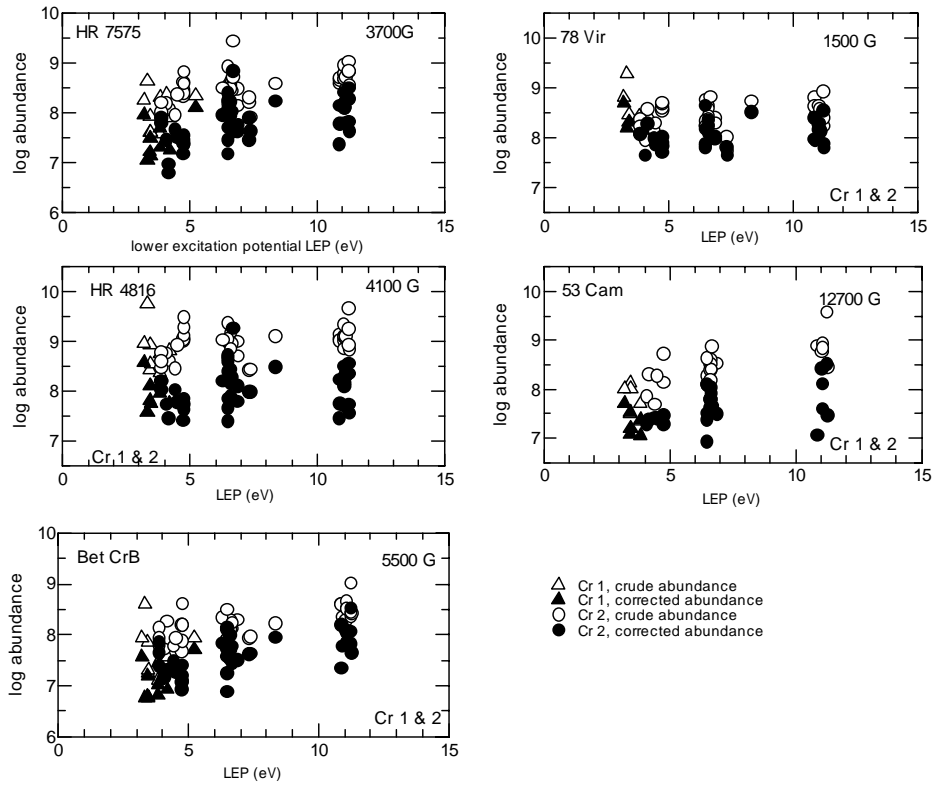 HR 7575
3700G
log abundance
10
9
8
7
6
0
5
10
15
lower excitation potential LEP (eV)
78 Vir
1500 G
log abundance
10
9
8
7
Cr 1 & 2
0
5
10
15
LEP (eV)
HR 4816
4100 G
log abundance
10
9
8
7
Cr 1 & 2
0
5
10
15
LEP (eV)
53 Cam
12700 G
log abundance
10
9
8
7
Cr 1 & 2
0
5
10
15
LEP (eV)
Bet CrB
5500 G
log abundance
10
9
8
7
6
Cr 1 & 2
0
5
10
15
LEP (eV)
Cr 1, crude abundance
Cr 1, corrected abundance
Cr 2, crude abundance
Cr 2, corrected abundance